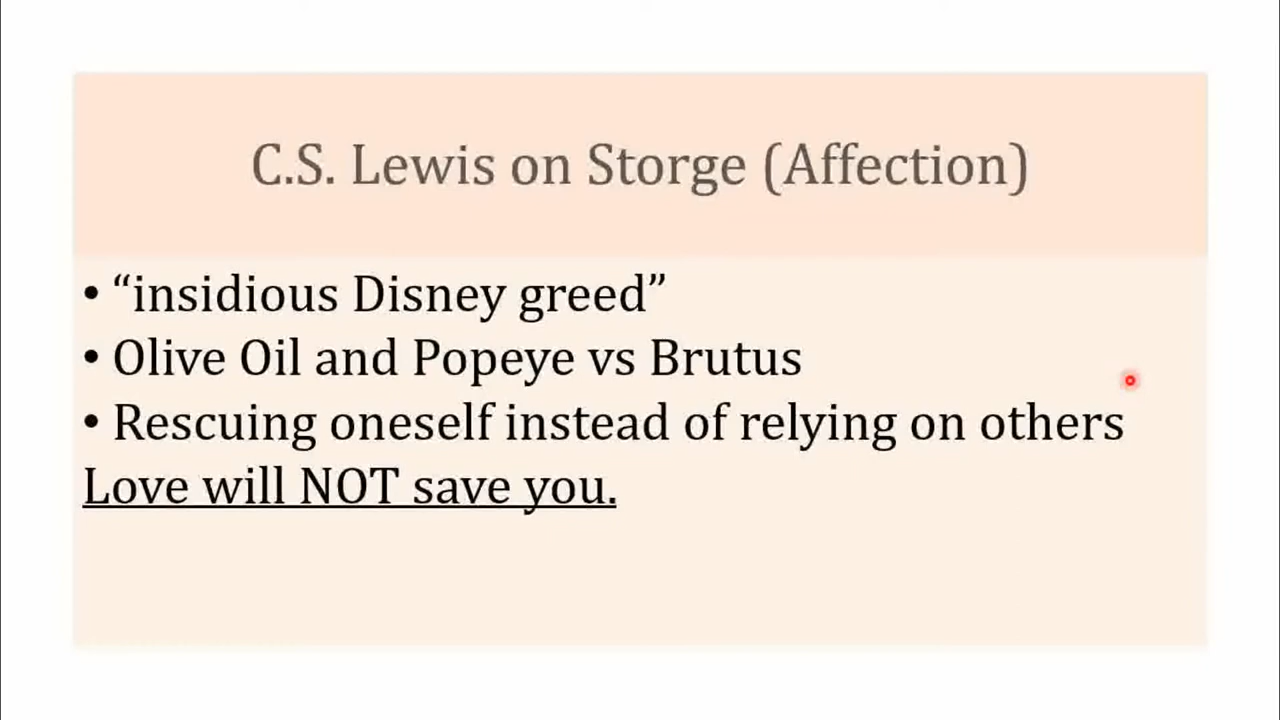 C.S. Lewis on Storge (Affection)
• “insidious Disney greed”
• Olive Oil and Popeye vs Brutus
• Rescuing oneself instead of relying on others
Love will NOT save you.